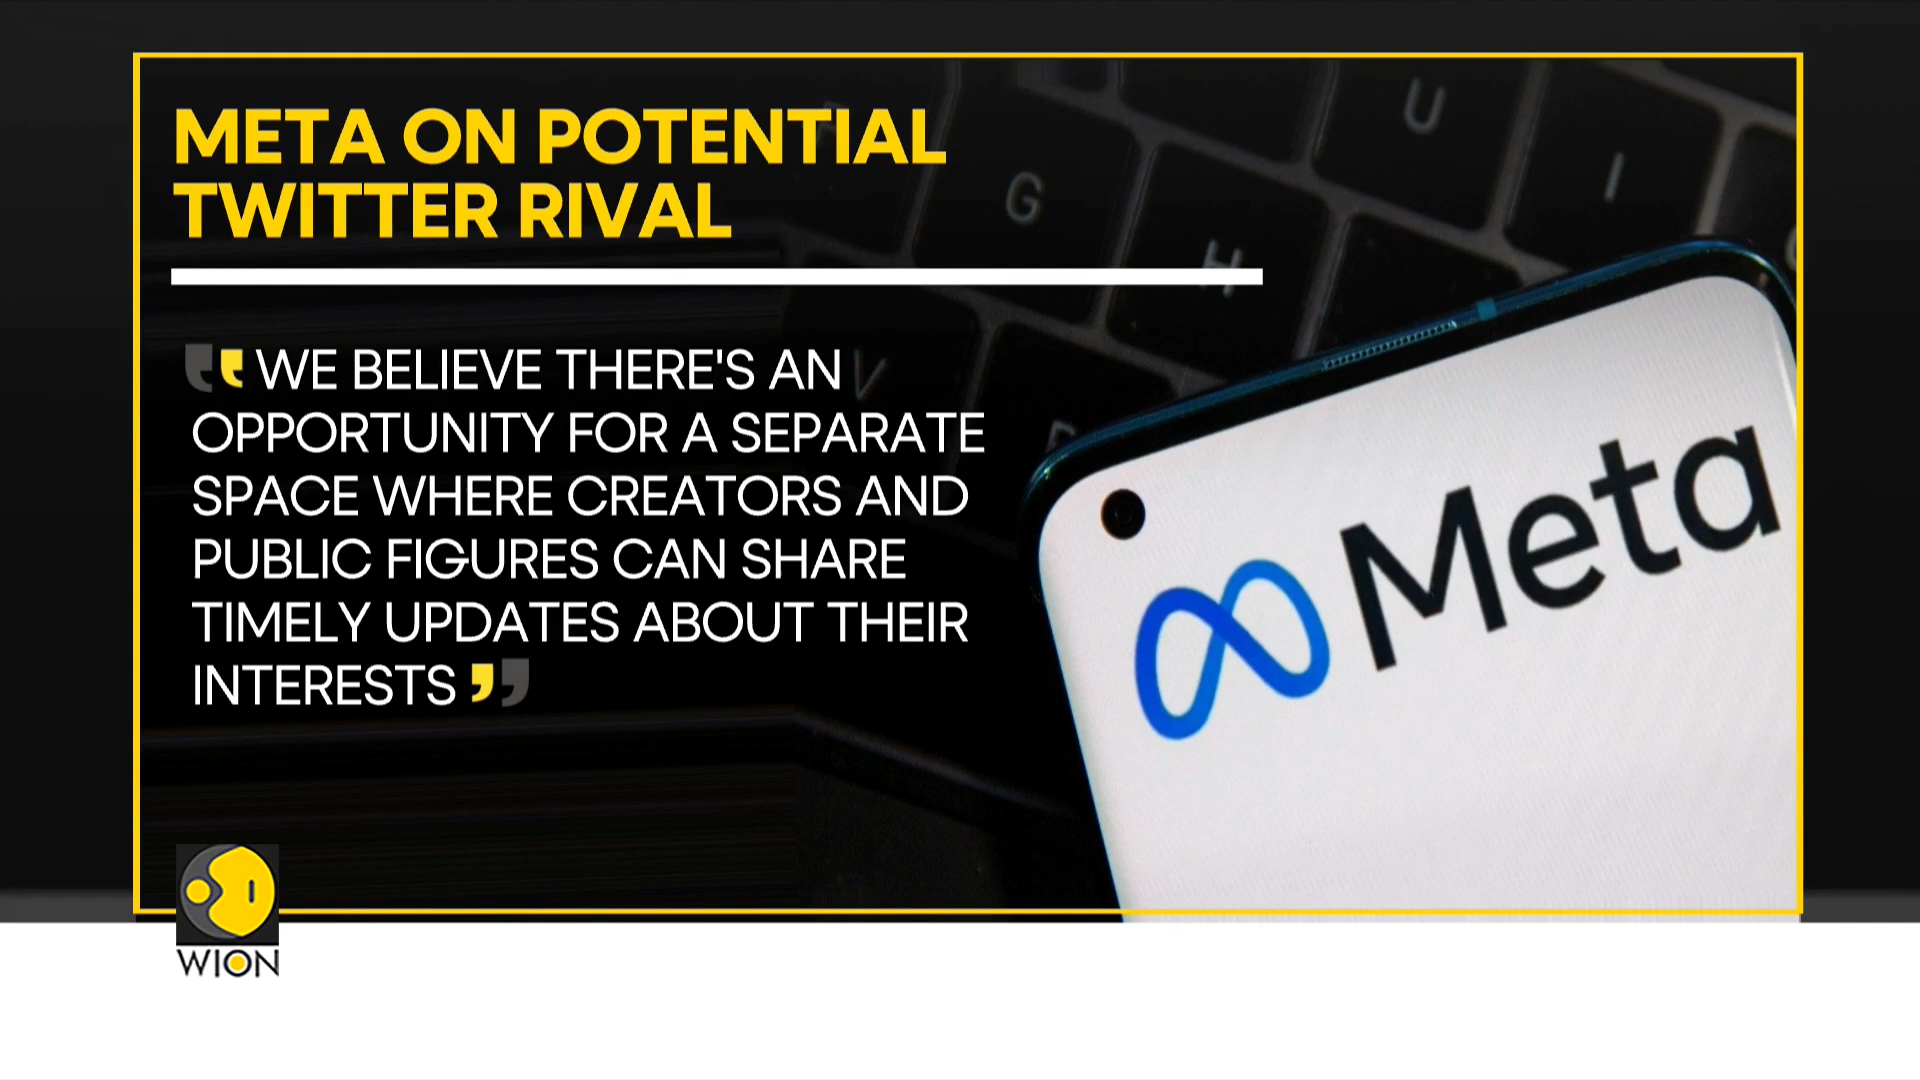 META ON POTENTIAL
TWITTER RIVAL
WE BELIEVE THERE'S AN
OPPORTUNITY FOR A SEPARATE
SPACE WHERE CREATORS AND
PUBLIC FIGURES CAN SHARE
TIMELY UPDATES ABOUT THEIR
INTERESTS
U
I
G
H
V
Meta
WION